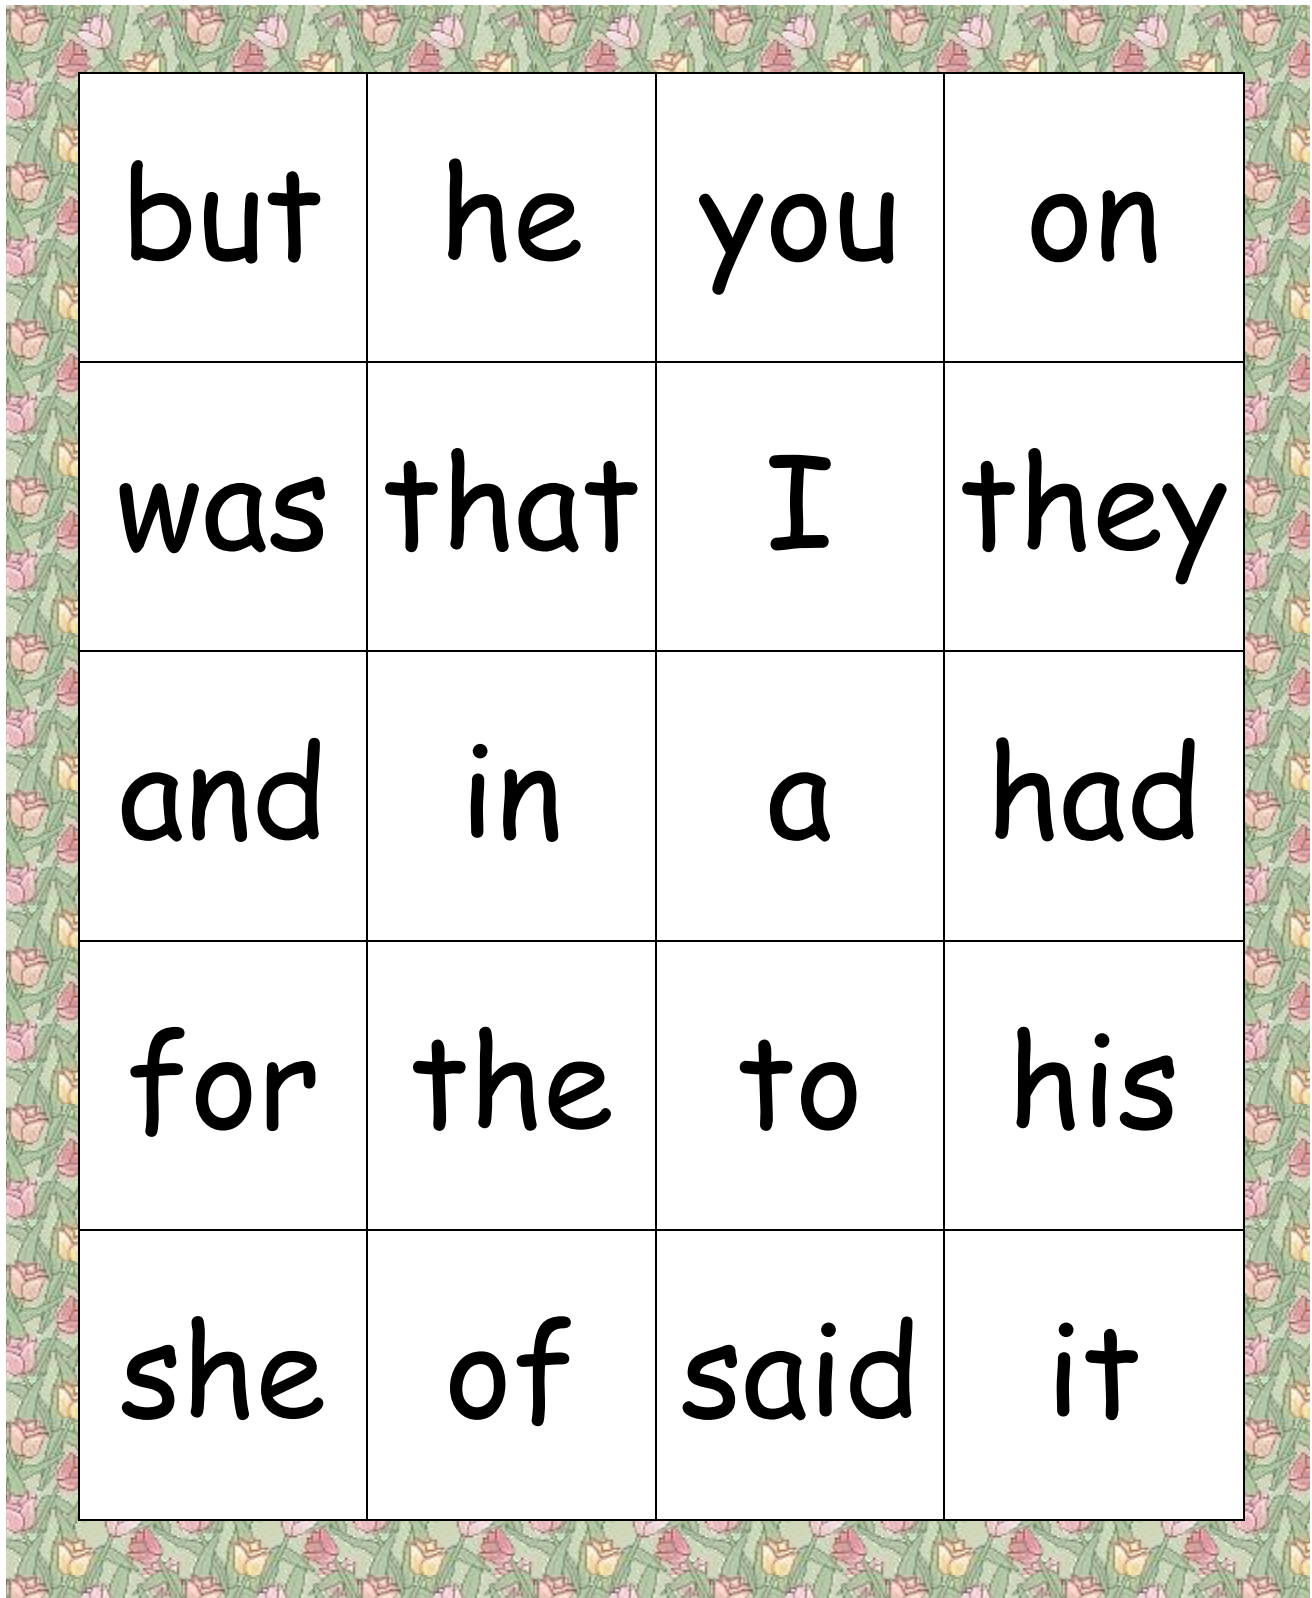 but he you on
was that I they
and in a had
for the to his
she of said it